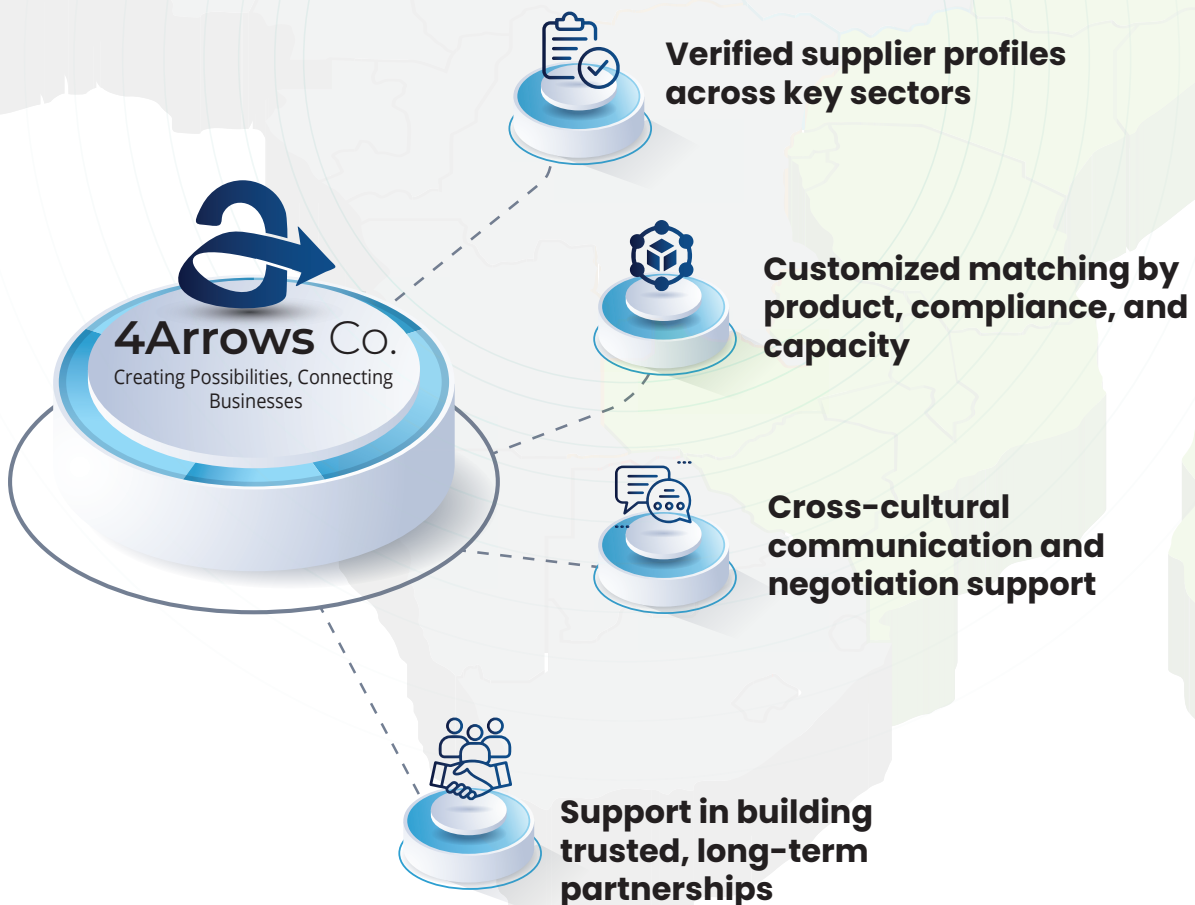 Verified supplier profiles
across key sectors
4Arrows Co.
Creating Possibilities, Connecting
Businesses
Customized matching by
product, compliance, and
capacity
Cross-cultural
communication and
negotiation support
Support in building
trusted, long-term
partnerships